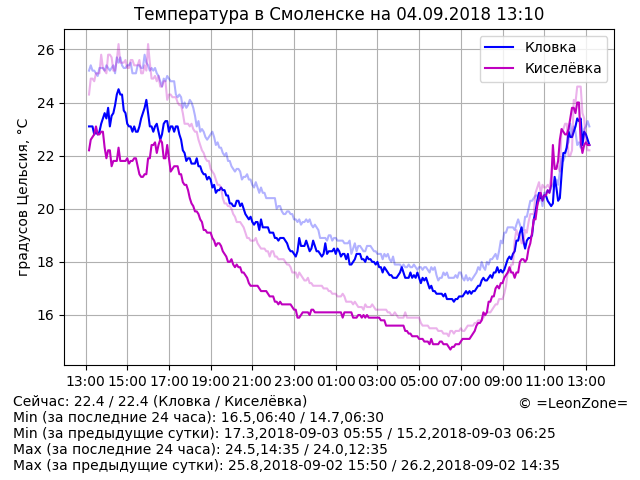 Температура в Смоленске на 04.09.2018 13:10
Кловка
Киселёвка
градусов Цельсия, °C
26
24
22
20
18
16
13:00 15:00 17:00 19:00 21:00 23:00 01:00 03:00 05:00 07:00 09:00 11:00 13:00
Сейчас: 22.4 / 22.4 (Кловка / Киселёвка)
© =LeonZone=
Min (за последние 24 часа): 16.5,06:40 / 14.7,06:30
Min (за предыдущие сутки): 17.3,2018-09-03 05:55 / 15.2,2018-09-03 06:25
Max (за последние 24 часа): 24.5,14:35 / 24.0,12:35
Max (за предыдущие сутки): 25.8,2018-09-02 15:50 / 26.2,2018-09-02 14:35